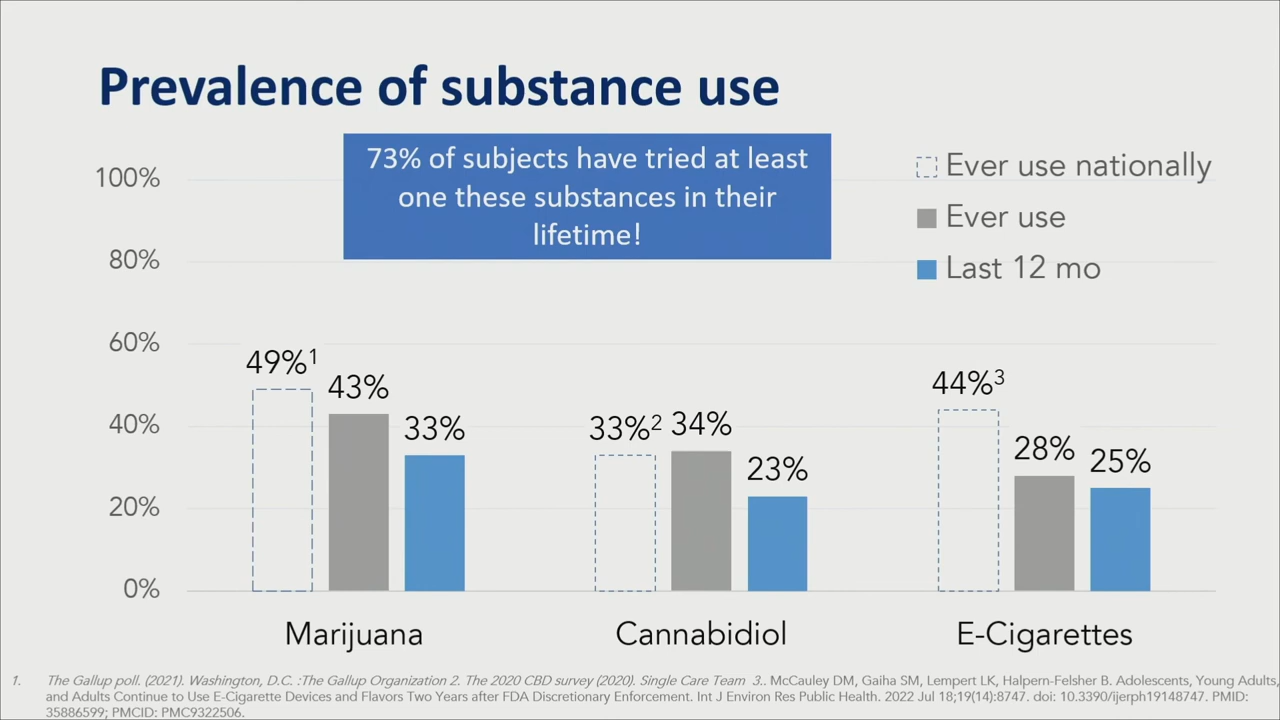 Prevalence of substance use
73% of subjects have tried at least
one these substances in their
lifetime!
Ever use nationally
Ever use
Last 12 mo
100%
80%
60%
40%
20%
0%
49%¹
43%
33%
33%²
34%
23%
44%³
28%
25%
Marijuana
Cannabidiol
E-Cigarettes
1. The Gallup poll. (2021). Washington, D.C. :The Gallup Organization 2. The 2020 CBD survey (2020). Single Care Team 3.. McCauley DM, Gaiha SM, Lempert LK, Halpern-Felsher B. Adolescents, Young Adults,
and Adults Continue to Use E-Cigarette Devices and Flavors Two Years after FDA Discretionary Enforcement. Int J Environ Res Public Health. 2022 Jul 18;19(14):8747. doi: 10.3390/ijerph19148747. PMID:
35886599; PMCID: PMC9322506.